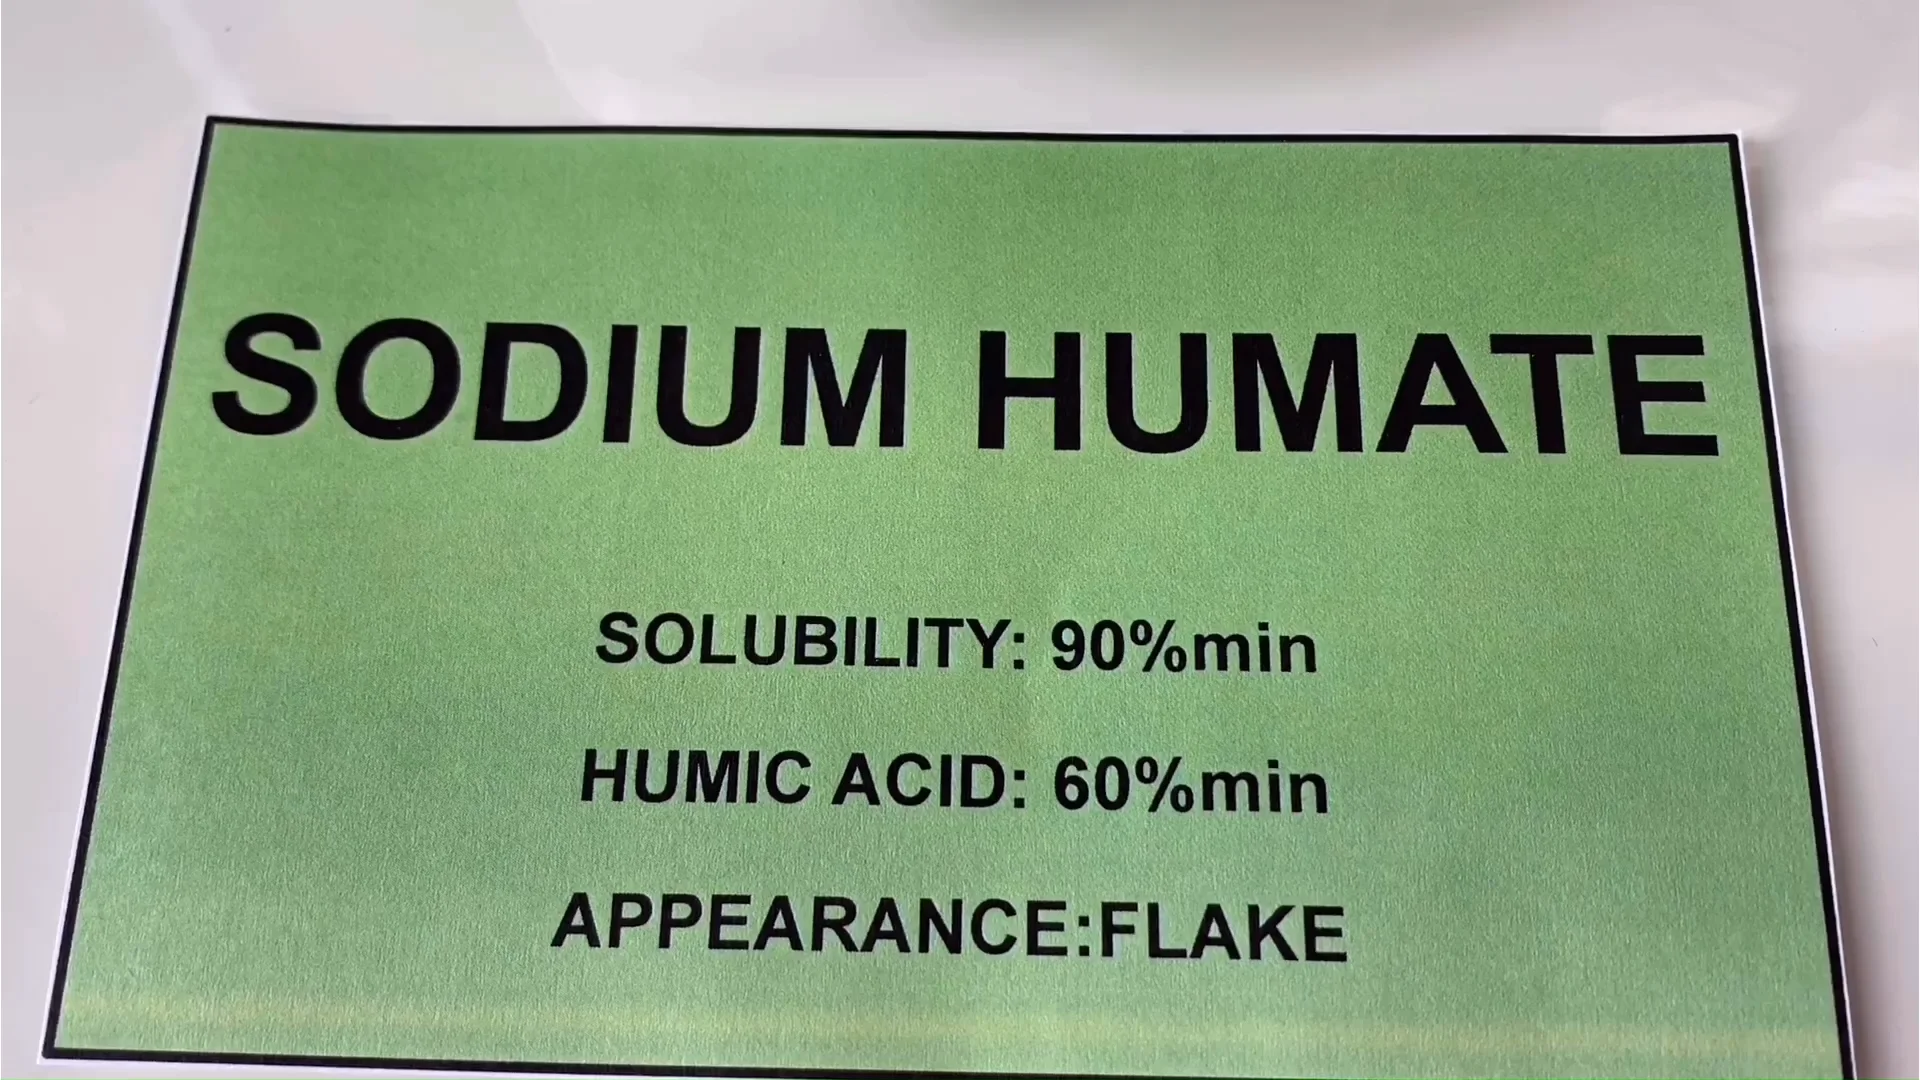 SODIUM HUMATE
SOLUBILITY: 90%min
HUMIC ACID: 60%min
APPEARANCE:FLAKE